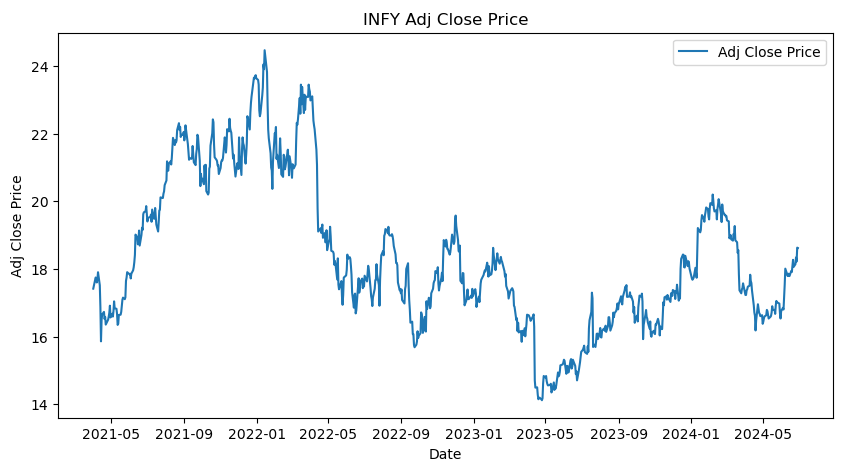 INFY Adj Close Price
Adj Close Price
Adj Close Price
24
22
20
18
16
14
2021-05 2021-09 2022-01 2022-05 2022-09 2023-01 2023-05 2023-09 2024-01 2024-05
Date